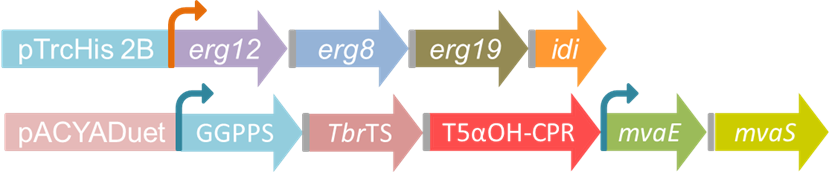 pTrcHis 2B erg12 erg8 erg19 idi
pACYADuet GGPPS TbrTS T5αOH-CPR mvaE mvaS